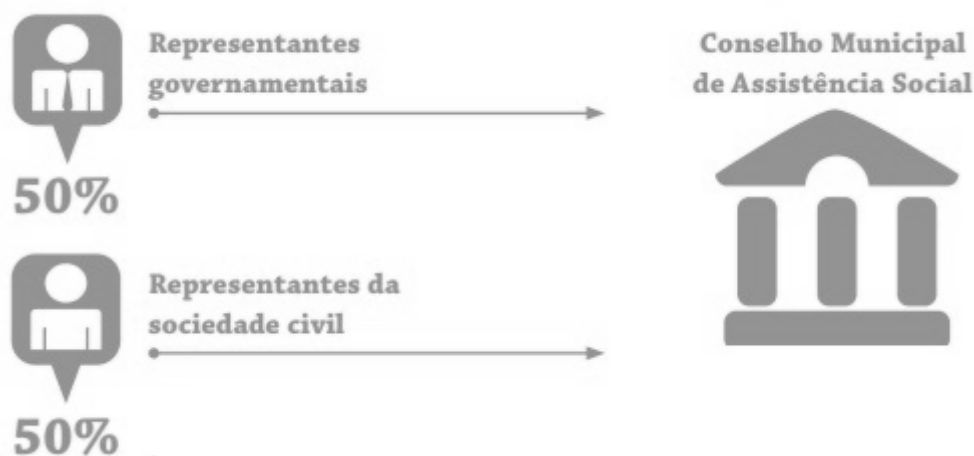 Representantes
governamentais
50%
Conselho Municipal
de Assistência Social
Representantes da
sociedade civil
50%